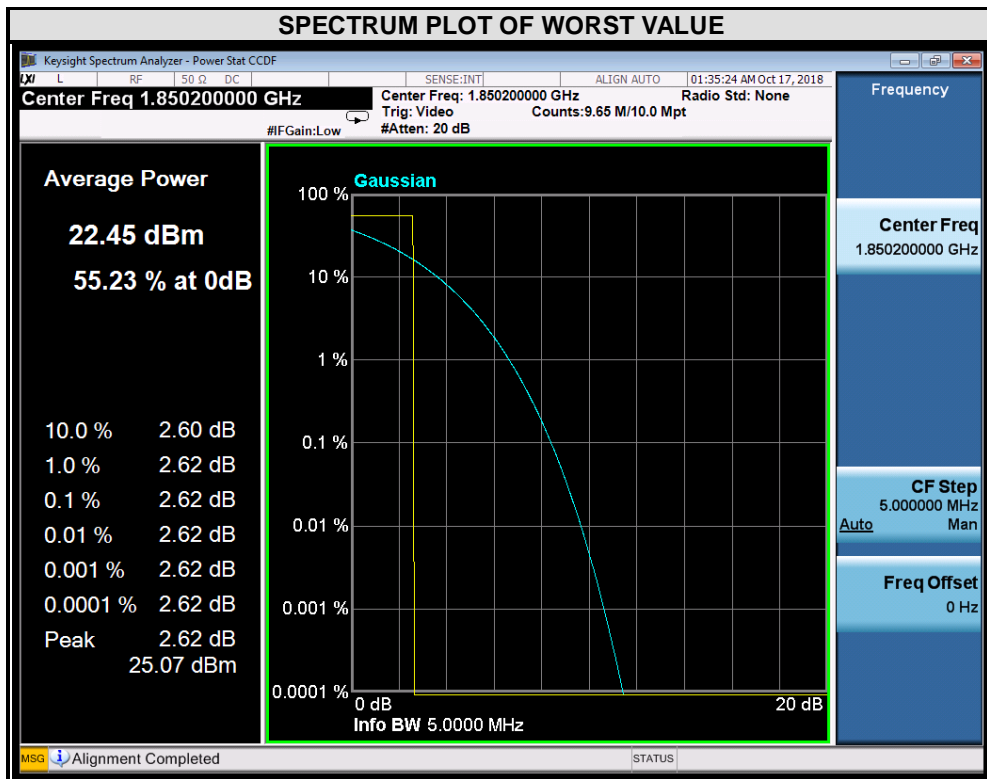 SPECTRUM PLOT OF WORST VALUE
Keysight Spectrum Analyzer - Power Stat CCDF
LXI L RF 50 Ω DC SENSE:INT ALIGN AUTO 01:35:24 AM Oct 17, 2018
Center Freq 1.850200000 GHz
Center Freq: 1.850200000 GHz Radio Std: None
Trig: Video Counts:9.65 M/10.0 Mpt
#IFGain:Low #Atten: 20 dB
Frequency
Average Power
22.45 dBm
55.23 % at 0dB
10.0 % 2.60 dB
1.0 % 2.62 dB
0.1 % 2.62 dB
0.01 % 2.62 dB
0.001 % 2.62 dB
0.0001 % 2.62 dB
Peak 2.62 dB
25.07 dBm
Gaussian
100 %
10 %
1 %
0.1 %
0.01 %
0.001 %
0.0001 %
0 dB 20 dB
Info BW 5.0000 MHz
Center Freq
1.850200000 GHz
CF Step
5.000000 MHz
Auto Man
Freq Offset
0 Hz
MSG Alignment Completed STATUS